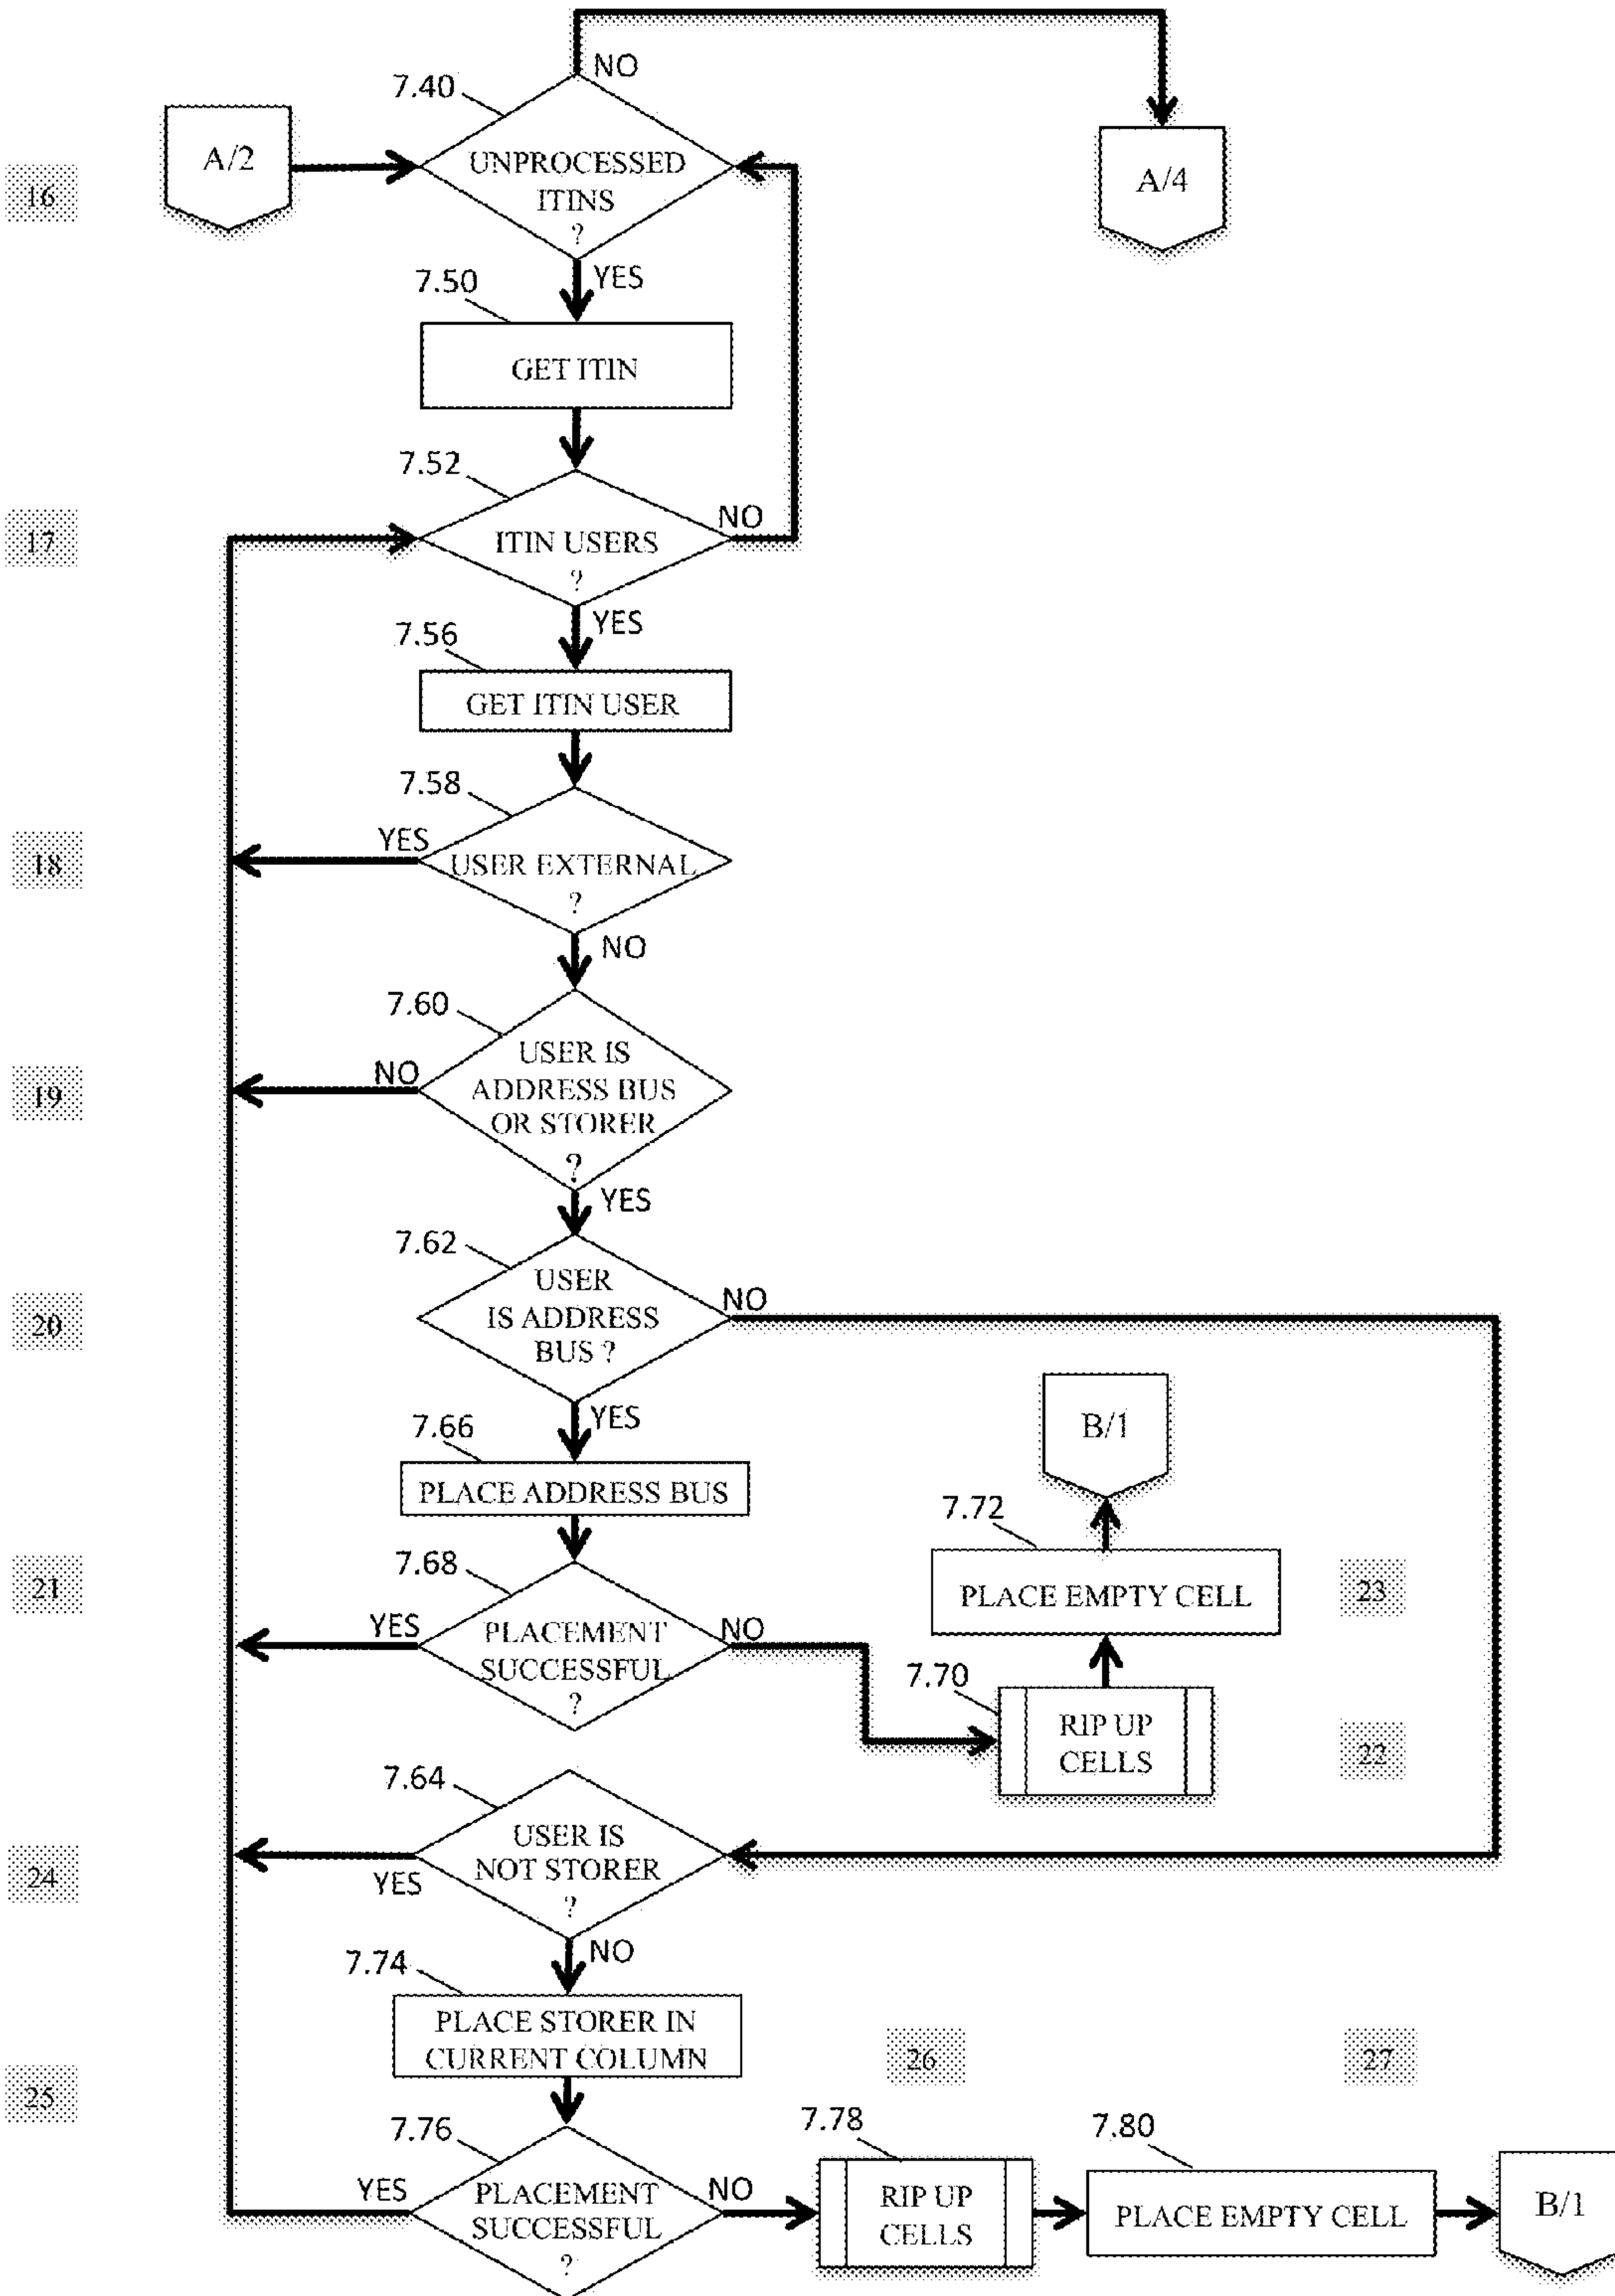 NO
7.40
A/2
UNPROCESSED
ITINS
?
A/4
16
YES
7.50
GET ITIN
7.52
NO
17
ITIN USERS
?
YES
7.56
GET ITIN USER
7.58
YES
18
USER EXTERNAL
?
NO
7.60
NO
19
USER IS
ADDRESS BUS
OR STORER
?
YES
7.62
NO
20
USER
IS ADDRESS
BUS ?
YES
7.66
PLACE ADDRESS BUS
B/1
7.72
PLACE EMPTY CELL
23
21
7.68
YES
PLACEMENT
SUCCESSFUL
?
NO
7.70
RIP UP
CELLS
22
7.64
USER IS
NOT STORER
?
24
YES
NO
7.74
PLACE STORER IN
CURRENT COLUMN
26
27
25
7.76
YES
PLACEMENT
SUCCESSFUL
?
NO
7.78
RIP UP
CELLS
7.80
PLACE EMPTY CELL
B/1